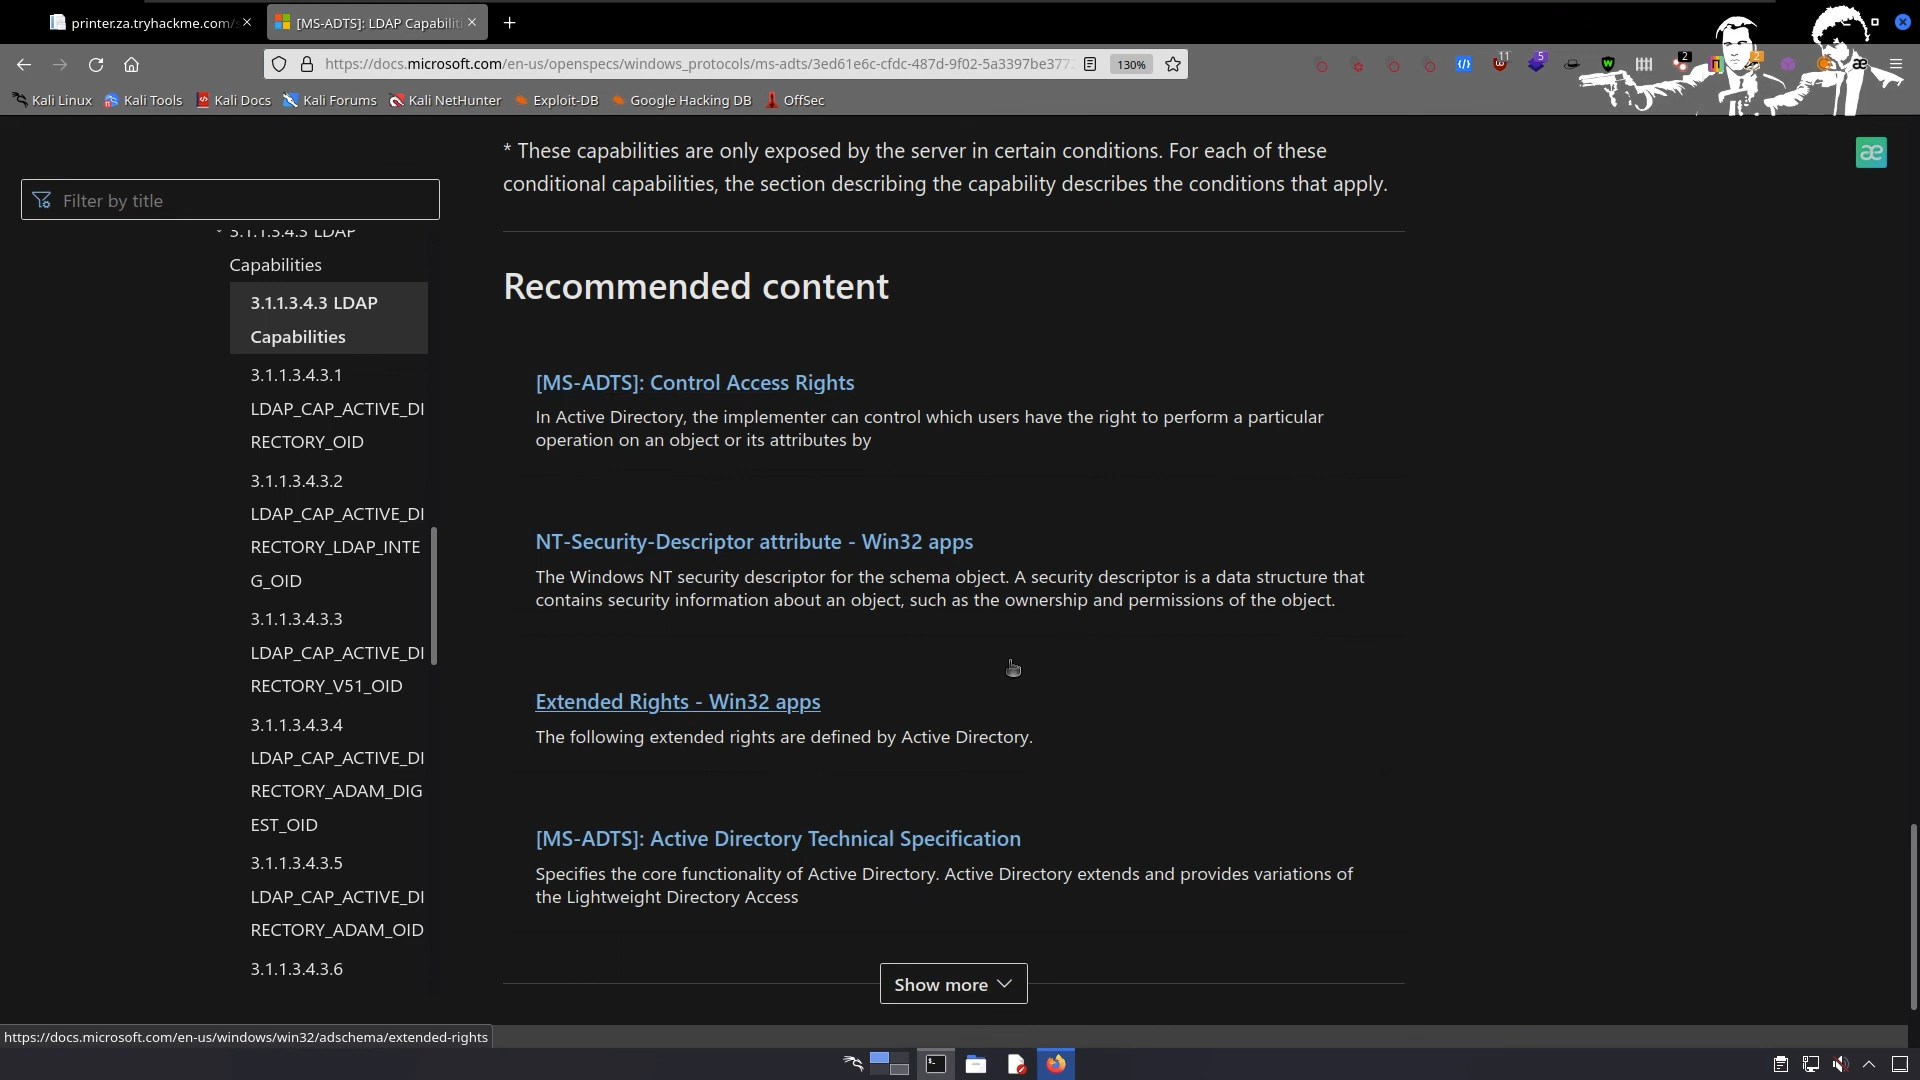 printer.za.tryhackme.com/
[MS-ADTS]: LDAP Capabiliti
https://docs.microsoft.com/en-us/openspecs/windows_protocols/ms-adts/3ed61e6c-cfdc-487d-9f02-5a3397be377
130%
11
5
2
2
Kali Linux
Kali Tools
Kali Docs
Kali Forums
Kali NetHunter
Exploit-DB
Google Hacking DB
OffSec
Filter by title
3.1.1.3.4.3 LDAP
Capabilities
3.1.1.3.4.3 LDAP
Capabilities
3.1.1.3.4.3.1
LDAP_CAP_ACTIVE_DI
RECTORY_OID
3.1.1.3.4.3.2
LDAP_CAP_ACTIVE_DI
RECTORY_LDAP_INTE
G_OID
3.1.1.3.4.3.3
LDAP_CAP_ACTIVE_DI
RECTORY_V51_OID
3.1.1.3.4.3.4
LDAP_CAP_ACTIVE_DI
RECTORY_ADAM_DIG
EST_OID
3.1.1.3.4.3.5
LDAP_CAP_ACTIVE_DI
RECTORY_ADAM_OID
3.1.1.3.4.3.6
* These capabilities are only exposed by the server in certain conditions. For each of these
conditional capabilities, the section describing the capability describes the conditions that apply.
Recommended content
[MS-ADTS]: Control Access Rights
In Active Directory, the implementer can control which users have the right to perform a particular
operation on an object or its attributes by
NT-Security-Descriptor attribute - Win32 apps
The Windows NT security descriptor for the schema object. A security descriptor is a data structure that
contains security information about an object, such as the ownership and permissions of the object.
Extended Rights - Win32 apps
The following extended rights are defined by Active Directory.
[MS-ADTS]: Active Directory Technical Specification
Specifies the core functionality of Active Directory. Active Directory extends and provides variations of
the Lightweight Directory Access
Show more
æ
https://docs.microsoft.com/en-us/windows/win32/adschema/extended-rights